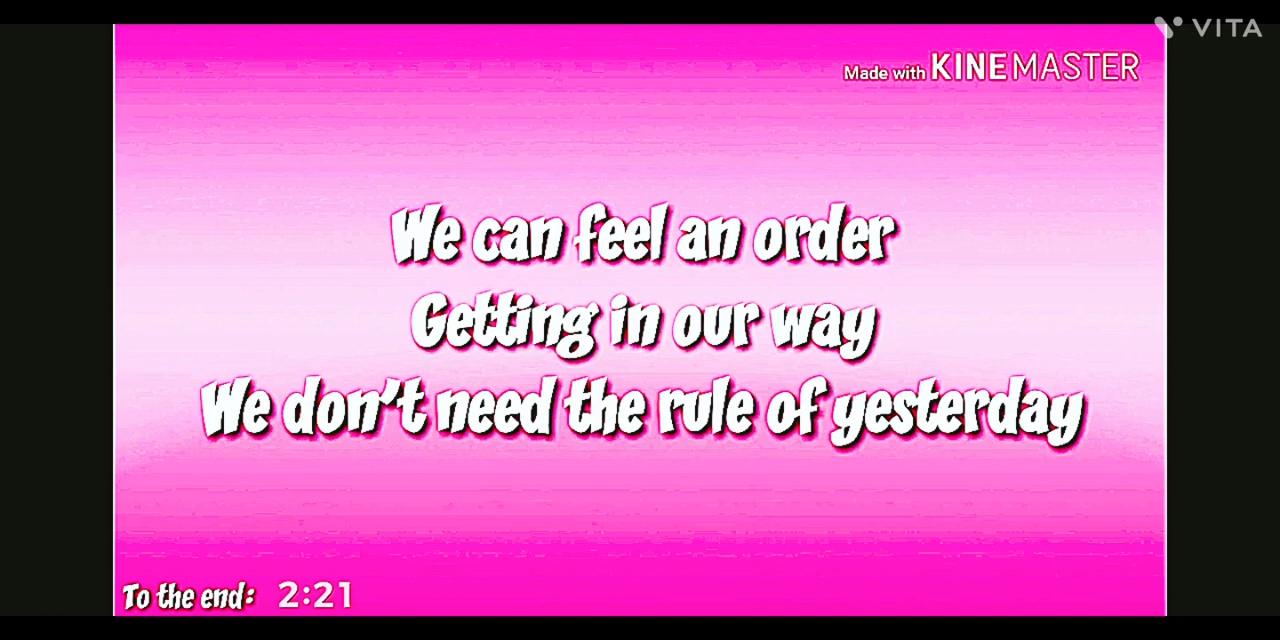 VITA
Made with KINEMASTER
We can feel an order
Getting in our way
We don't need the rule of yesterday
To the end: 2:21